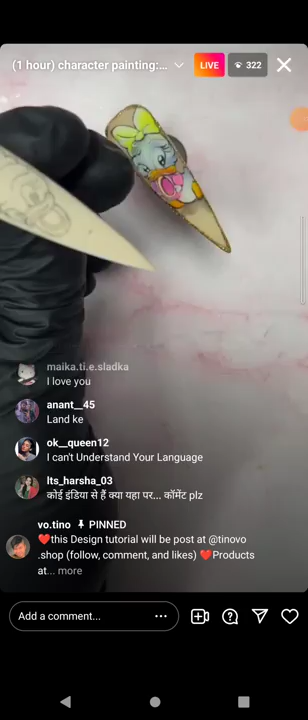 (1 hour) character painting:...
LIVE
322
maika.ti.e.sladka
I love you
anant__45
Land ke
ok__queen12
I can't Understand Your Language
Its_harsha_03
कोई इंडिया से हैं क्या यहा पर... कॉमेंट plz
vo.tino PINNED
❤️this Design tutorial will be post at @tinovo
.shop (follow, comment, and likes) ❤️Products
at... more
Add a comment...